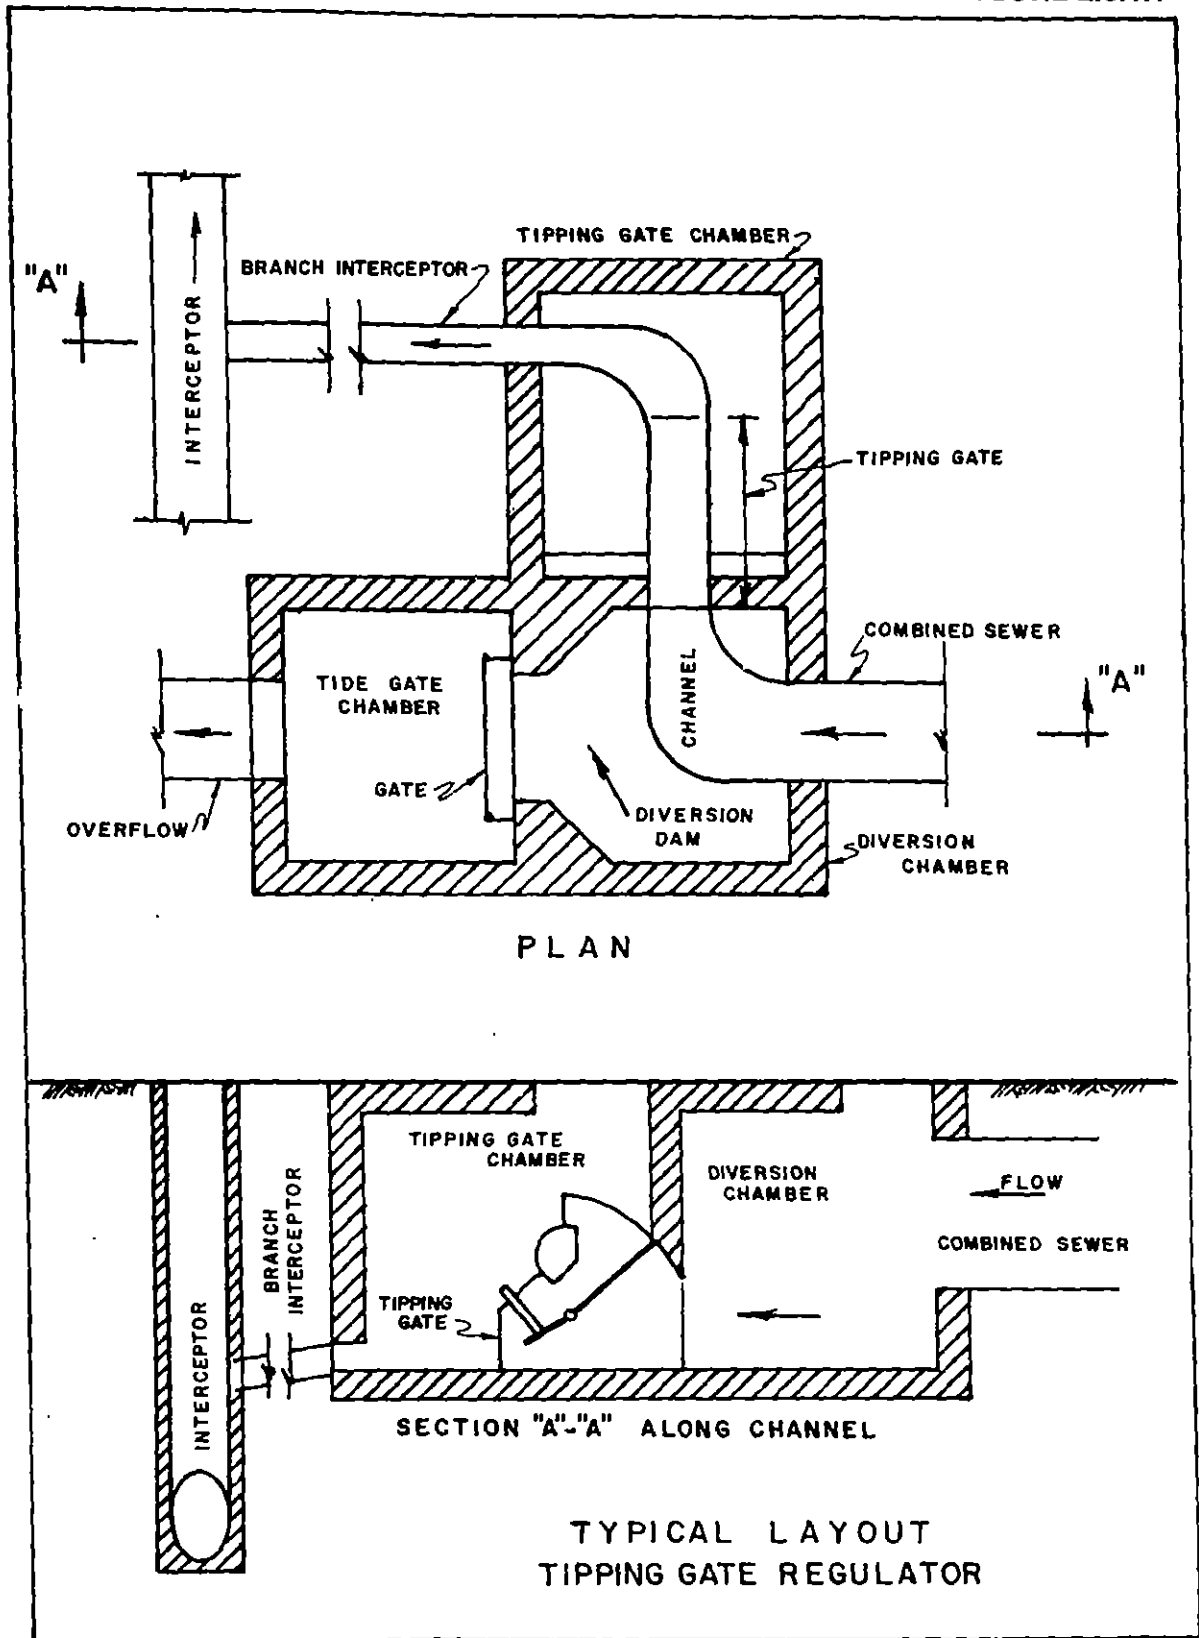 TIPPING GATE CHAMBER
"A"
BRANCH INTERCEPTOR
INTERCEPTOR
TIPPING GATE
COMBINED SEWER
"A"
TIDE GATE
CHAMBER
CHANNEL
GATE
DIVERSION
DAM
OVERFLOW
DIVERSION
CHAMBER
PLAN
TIPPING GATE
CHAMBER
DIVERSION
CHAMBER
FLOW
COMBINED SEWER
BRANCH
INTERCEPTOR
TIPPING
GATE
INTERCEPTOR
SECTION "A"-"A" ALONG CHANNEL
TYPICAL LAYOUT
TIPPING GATE REGULATOR